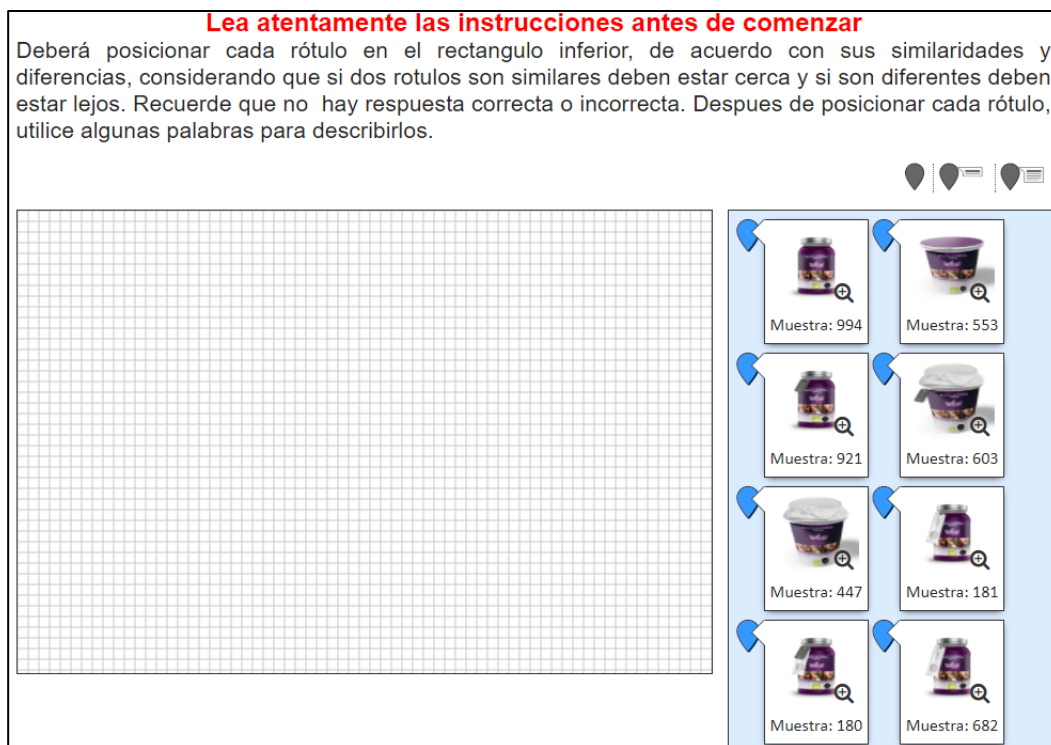 Lea atentamente las instrucciones antes de comenzar
Deberá posicionar cada rótulo en el rectangulo inferior, de acuerdo con sus similaridades y
diferencias, considerando que si dos rotulos son similares deben estar cerca y si son diferentes deben
estar lejos. Recuerde que no hay respuesta correcta o incorrecta. Despues de posicionar cada rótulo,
utilice algunas palabras para describirlos.
Muestra: 994
Muestra: 553
Muestra: 921
Muestra: 603
Muestra: 447
Muestra: 181
Muestra: 180
Muestra: 682